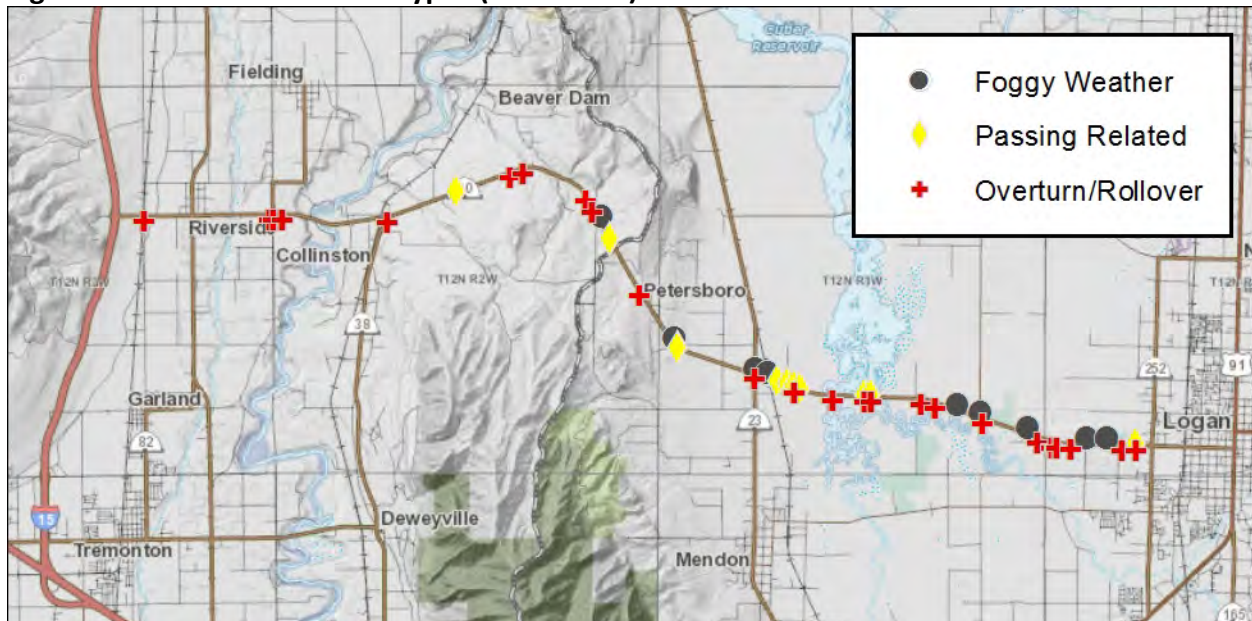 Cutler
Reservoir
Foggy Weather
Passing Related
Overturn/Rollover
Fielding
Beaver Dam
Riverside
Collinston
T12N R3W
T12N R2W
Petersboro
T12N R1W
38
252
91
Garland
82
23
Logan
15
Tremonton
Deweyville
Mendon
165